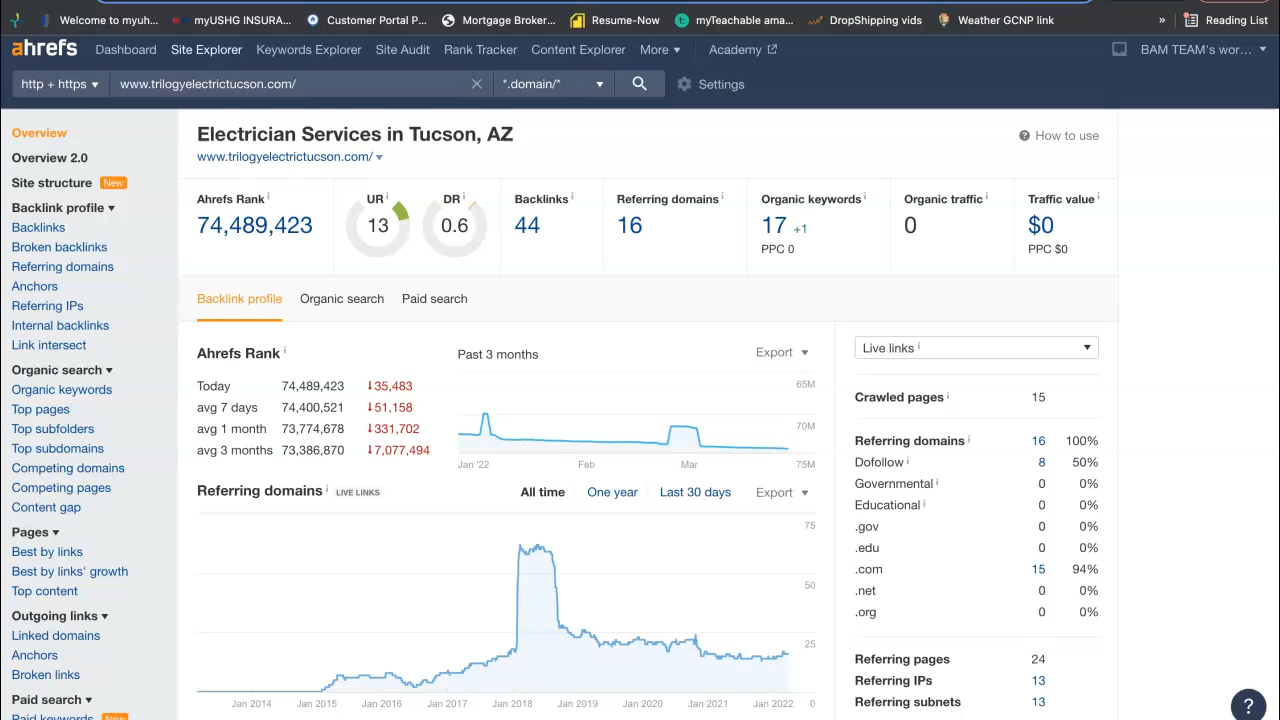 Welcome to myuh...
myUSHG INSURA...
Customer Portal P...
Mortgage Broker...
Resume-Now
myTeachable ama...
DropShipping vids
Weather GCNP link
»
Reading List
ahrefs
Dashboard
Site Explorer
Keywords Explorer
Site Audit
Rank Tracker
Content Explorer
More
Academy
BAM TEAM's wor...
http + https
www.trilogyelectrictucson.com/
*.domain/*
Settings
Overview
Overview 2.0
Site structure New
Backlink profile
Backlinks
Broken backlinks
Referring domains
Anchors
Referring IPs
Internal backlinks
Link intersect
Organic search
Organic keywords
Top pages
Top subfolders
Top subdomains
Competing domains
Competing pages
Content gap
Pages
Best by links
Best by links' growth
Top content
Outgoing links
Linked domains
Anchors
Broken links
Paid search
Paid keywords New
Electrician Services in Tucson, AZ
www.trilogyelectrictucson.com/
How to use
Ahrefs Rank
74,489,423
UR
13
DR
0.6
Backlinks
44
Referring domains
16
Organic keywords
17 +1
PPC 0
Organic traffic
0
Traffic value
$0
PPC $0
Backlink profile
Organic search
Paid search
Ahrefs Rank
Past 3 months
Export
Today 74,489,423 ↓35,483
avg 7 days 74,400,521 ↓51,158
avg 1 month 73,774,678 ↓331,702
avg 3 months 73,386,870 ↓7,077,494
65M
70M
75M
Jan '22 Feb Mar
Referring domains LIVE LINKS
All time One year Last 30 days Export
75
50
25
0
Jan 2014 Jan 2015 Jan 2016 Jan 2017 Jan 2018 Jan 2019 Jan 2020 Jan 2021 Jan 2022
Live links
Crawled pages 15
Referring domains 16 100%
Dofollow 8 50%
Governmental 0 0%
Educational 0 0%
.gov 0 0%
.edu 0 0%
.com 15 94%
.net 0 0%
.org 0 0%
Referring pages 24
Referring IPs 13
Referring subnets 13
?